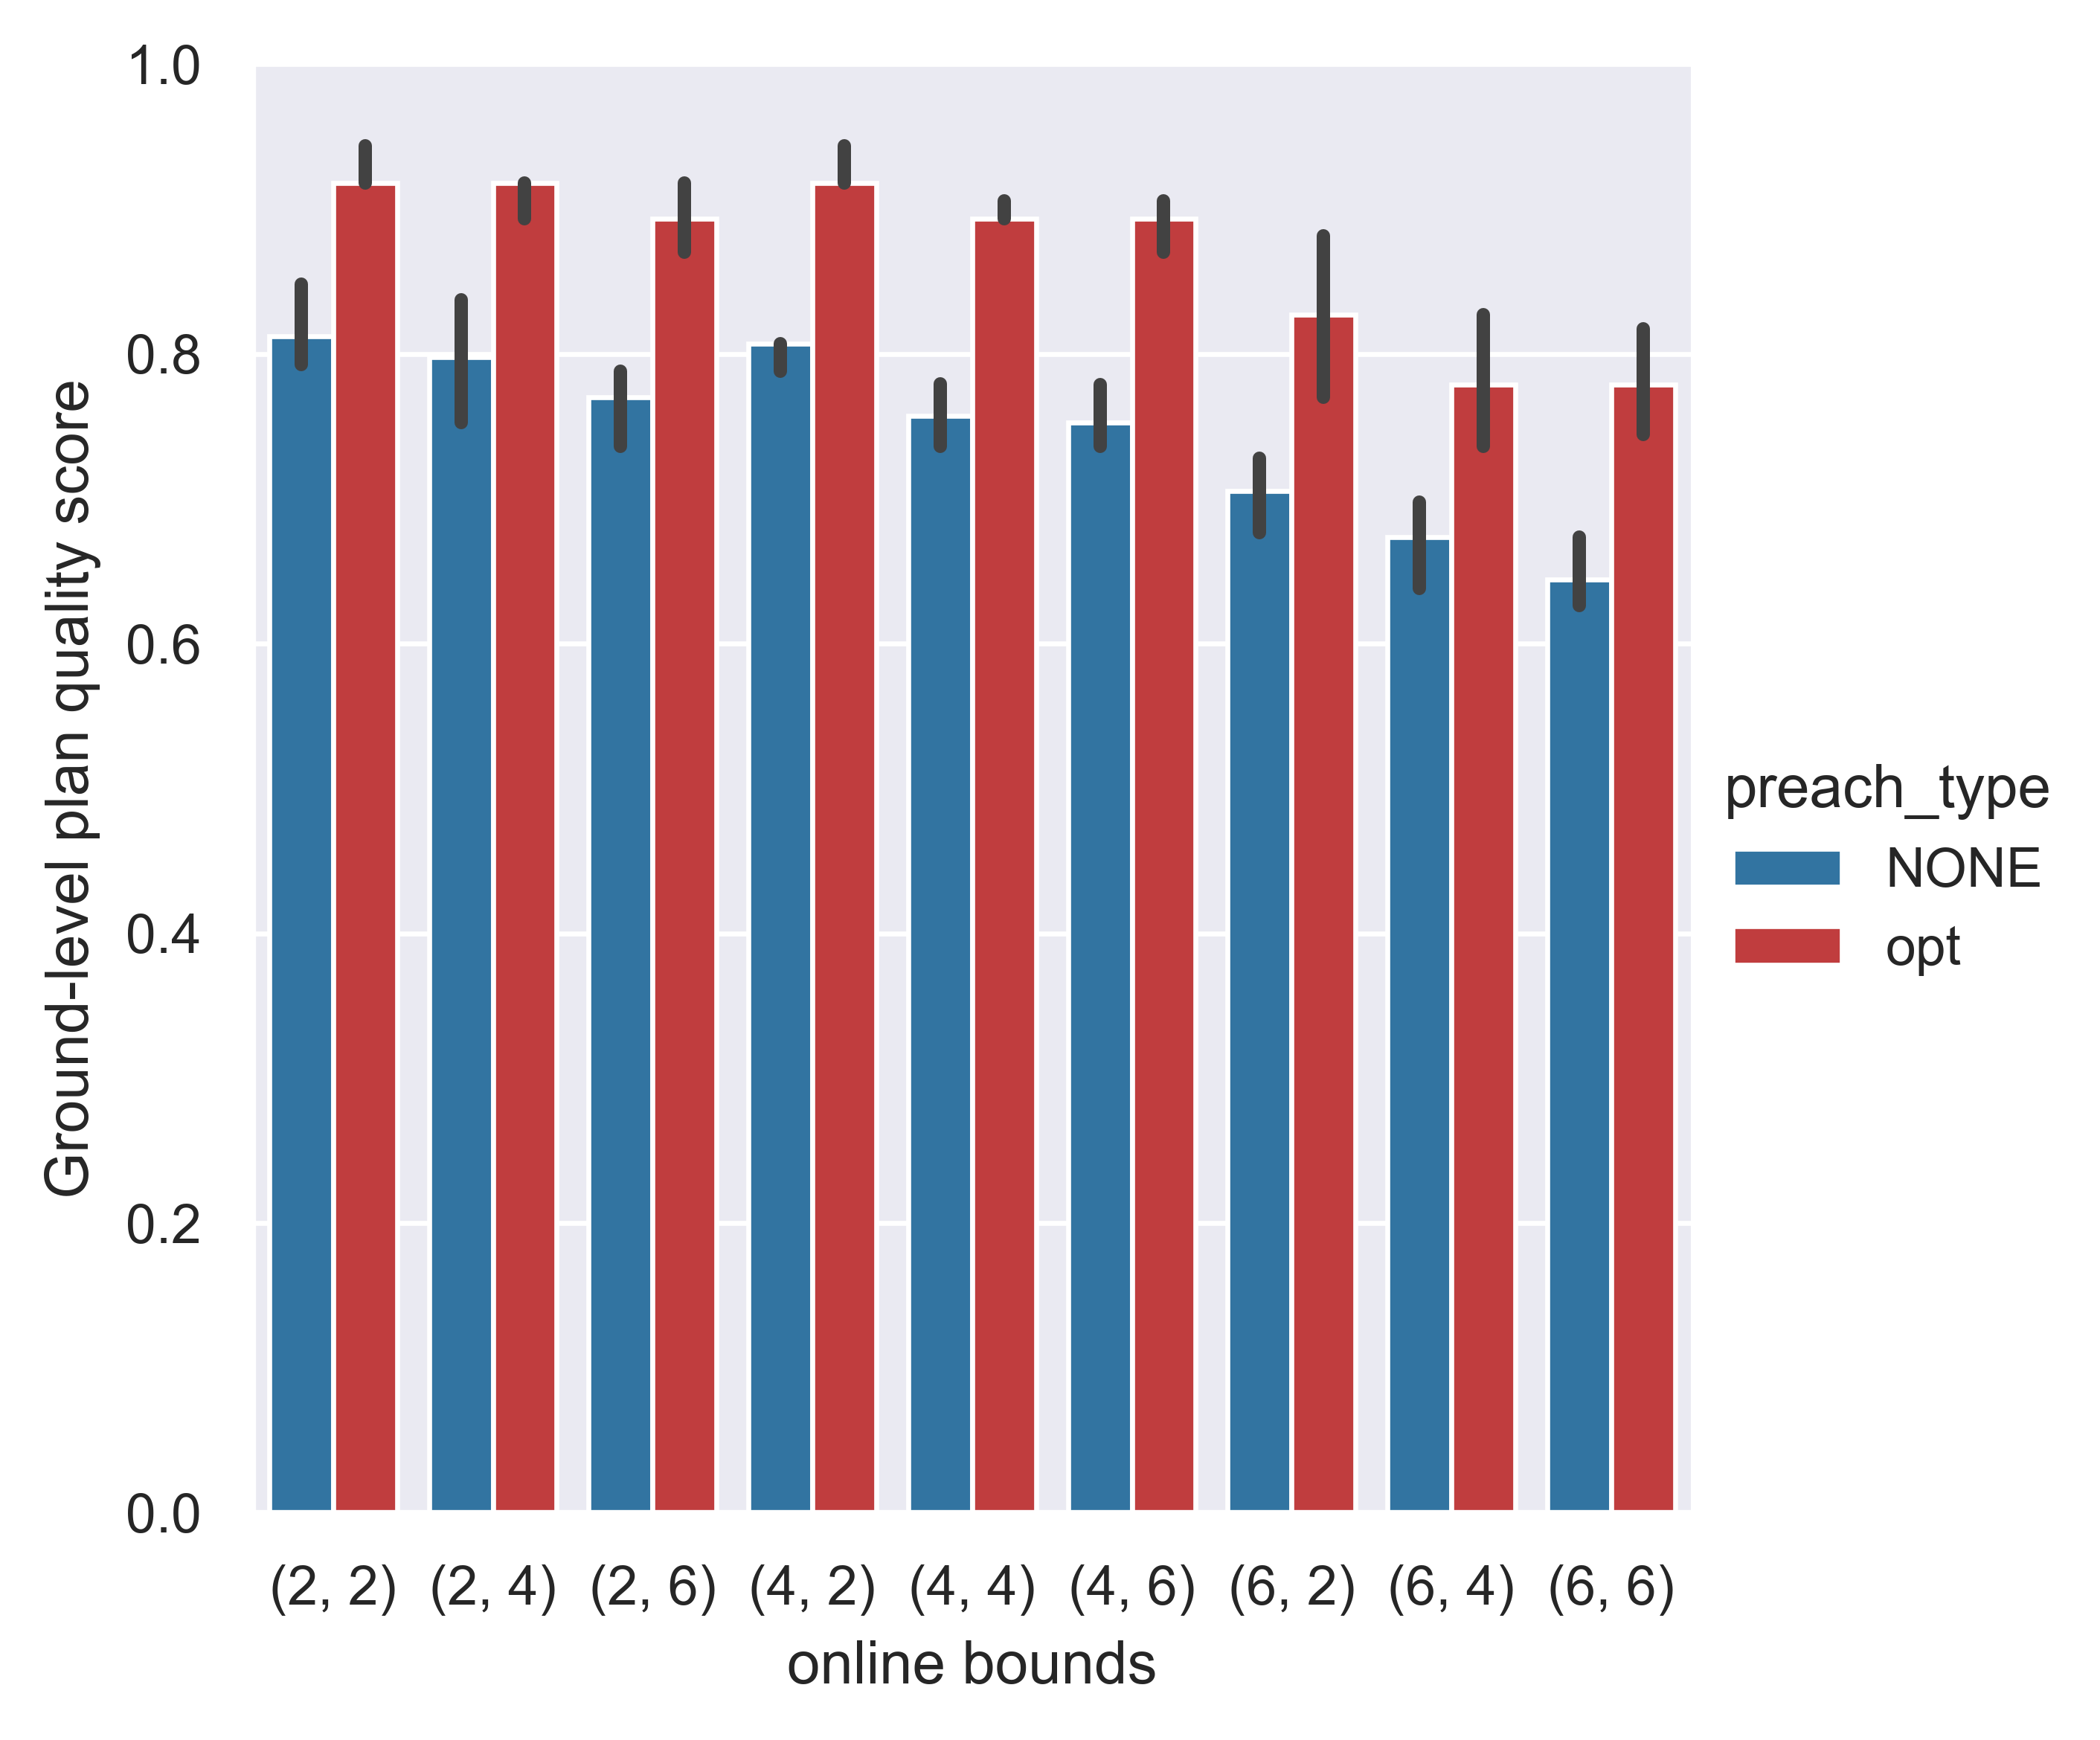 Ground-level plan quality score
1.0
0.8
0.6
0.4
0.2
0.0
(2, 2) (2, 4) (2, 6) (4, 2) (4, 4) (4, 6) (6, 2) (6, 4) (6, 6)
online bounds
preach_type
NONE
opt